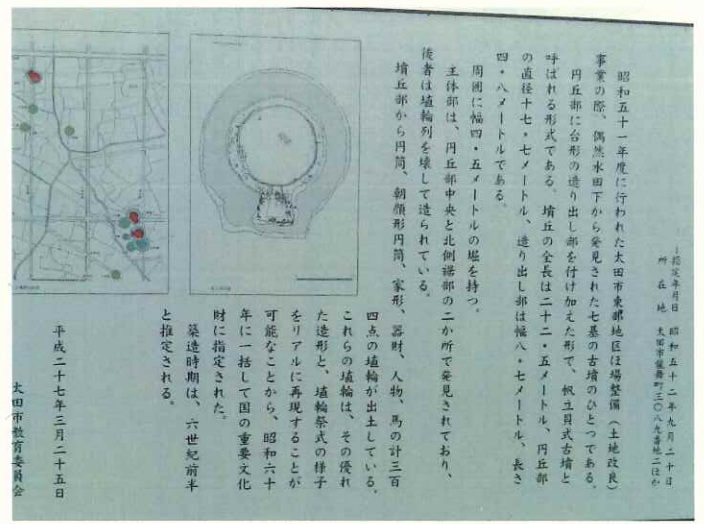 指定年月日　昭和五十二年九月二十日
所在地　太田市龍舞町三〇八九番地二ほか
昭和五十一年度に行われた太田市東部地区ほ場整備（土地改良）
事業の際、偶然水田下から発見された七基の古墳のひとつである。
円丘部に台形の造り出し部を付け加えた形で、帆立貝式古墳と
呼ばれる形式である。墳丘の全長は二十二・五メートル、円丘部
の直径十七・七メートル、造り出し部は幅八・七メートル、長さ
四・八メートルである。
周囲に幅四・五メートルの堀を持つ。
主体部は、円丘部中央と北側裾部の二か所で発見されており、
後者は埴輪列を壊して造られている。
墳丘部から円筒、朝顔形円筒、家形、器財、人物、馬の計三百
四点の埴輪が出土している。
これらの埴輪は、その優れ
た造形と、埴輪祭式の様子
をリアルに再現することが
可能なことから、昭和六十
年に一括して国の重要文化
財に指定された。
築造時期は、六世紀前半
と推定される。
平成二十七年三月二十五日
太田市教育委員会